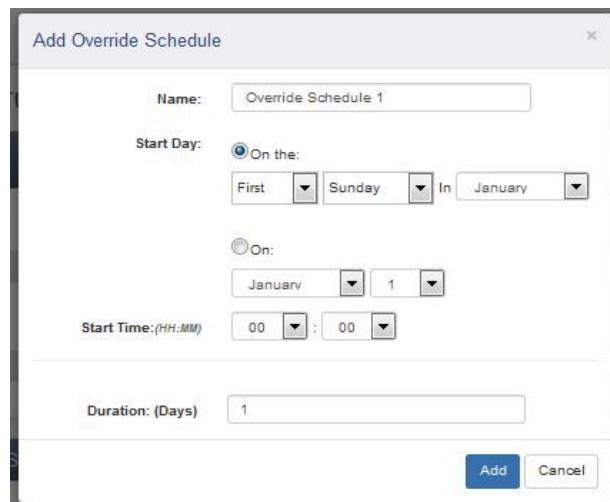 Add Override Schedule ×
Name: Override Schedule 1
Start Day: On the:
First Sunday In January
On:
January 1
Start Time:(HH:MM) 00 : 00
Duration: (Days) 1
Add Cancel